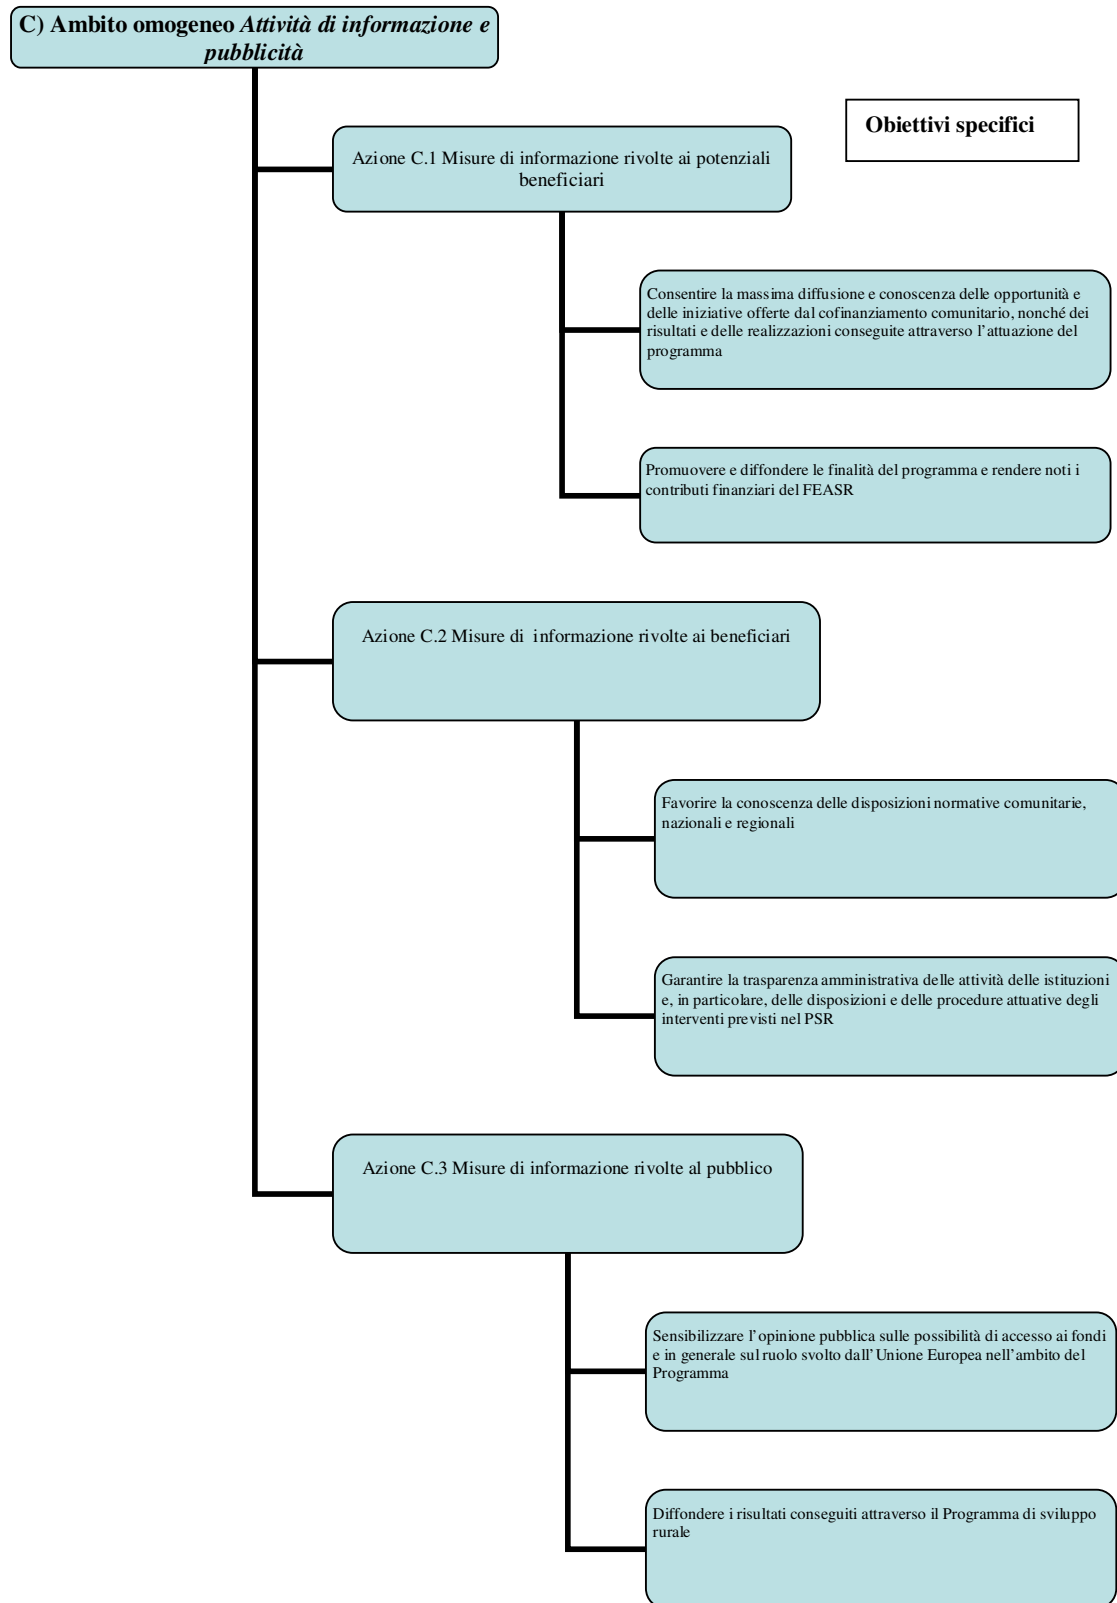 C) Ambito omogeneo Attività di informazione e
pubblicità
Obiettivi specifici
Azione C.1 Misure di informazione rivolte ai potenziali
beneficiari
Consentire la massima diffusione e conoscenza delle opportunità e
delle iniziative offerte dal cofinanziamento comunitario, nonché dei
risultati e delle realizzazioni conseguite attraverso l'attuazione del
programma
Promuovere e diffondere le finalità del programma e rendere noti i
contributi finanziari del FEASR
Azione C.2 Misure di informazione rivolte ai beneficiari
Favorire la conoscenza delle disposizioni normative comunitarie,
nazionali e regionali
Garantire la trasparenza amministrativa delle attività delle istituzioni
e, in particolare, delle disposizioni e delle procedure attuative degli
interventi previsti nel PSR
Azione C.3 Misure di informazione rivolte al pubblico
Sensibilizzare l'opinione pubblica sulle possibilità di accesso ai fondi
e in generale sul ruolo svolto dall'Unione Europea nell'ambito del
Programma
Diffondere i risultati conseguiti attraverso il Programma di sviluppo
rurale